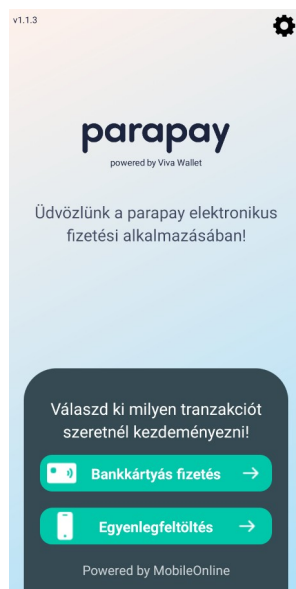 v1.1.3
parapay
powered by Viva Wallet
Üdvözlünk a parapay elektronikus
fizetési alkalmazásában!
Válaszd ki milyen tranzakciót
szeretnél kezdeményezni!
Bankkártyás fizetés
Egyenlegfeltöltés
Powered by MobileOnline